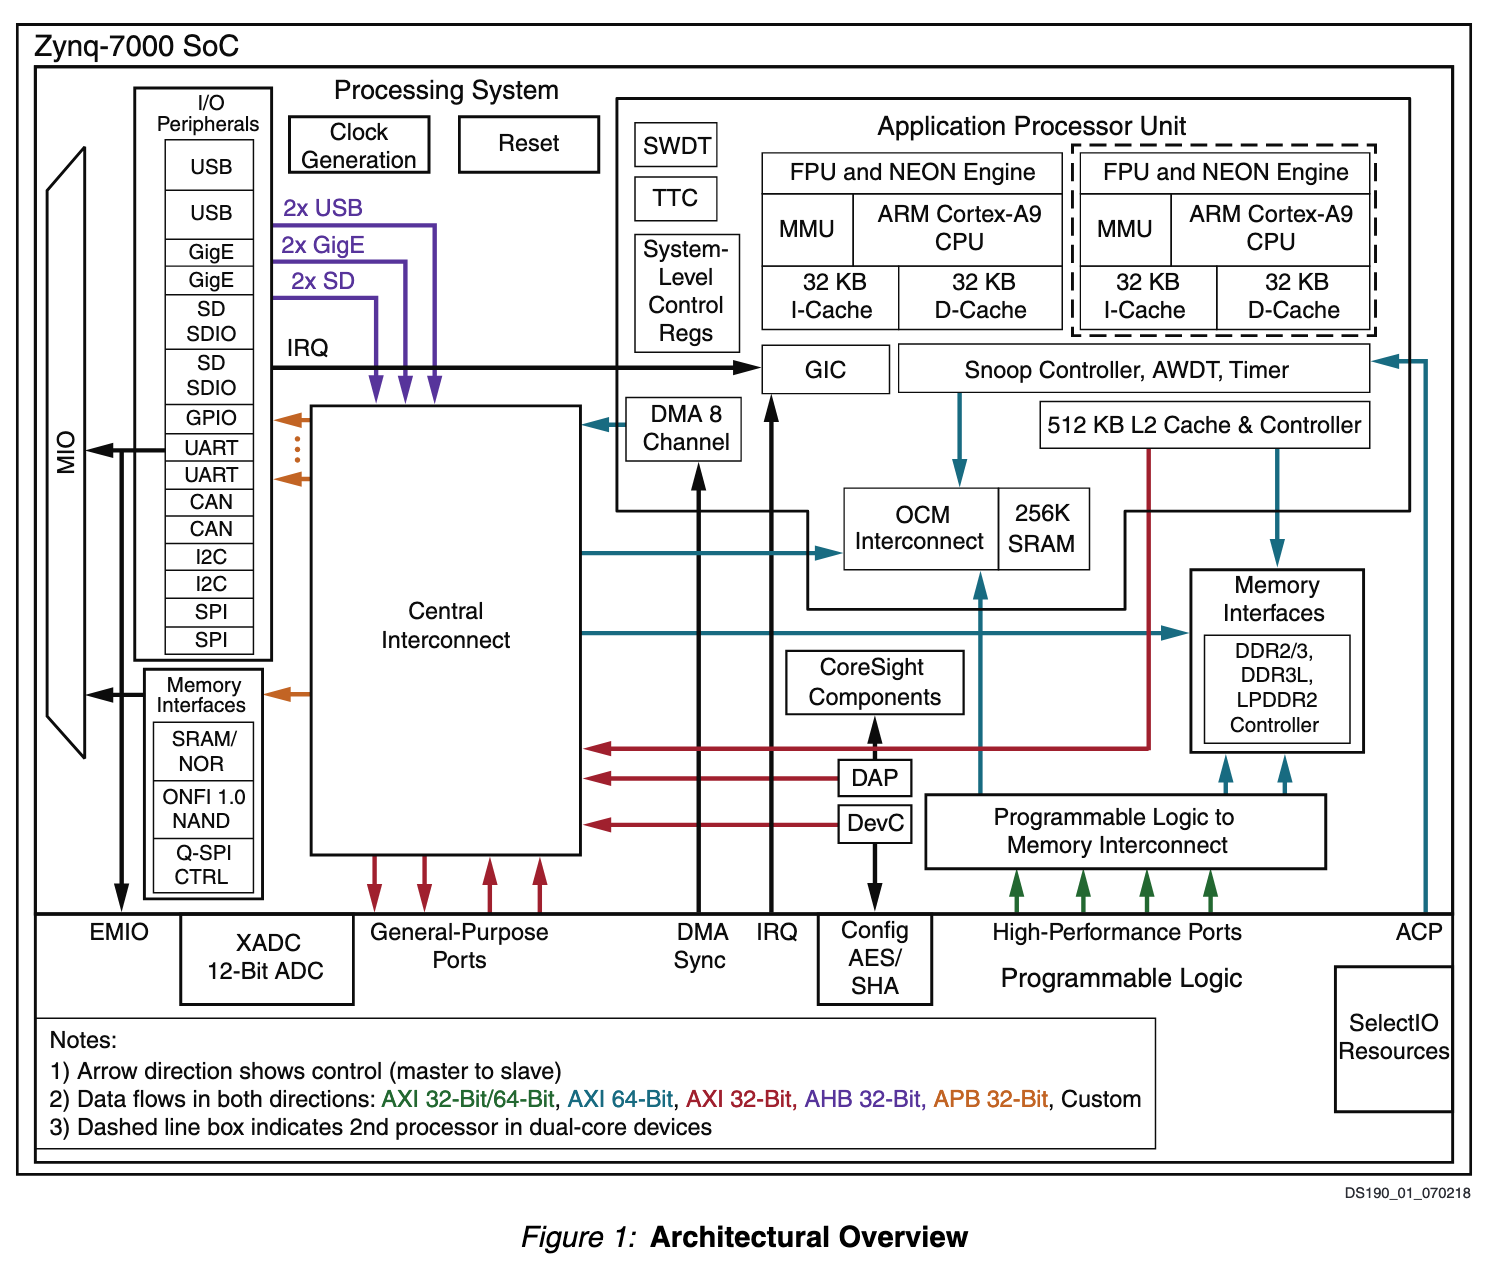 Zynq-7000 SoC
Processing System
I/O
Peripherals
USB
USB
GigE
GigE
SD
SDIO
SD
SDIO
GPIO
UART
UART
CAN
CAN
I2C
I2C
SPI
SPI
MIO
Memory
Interfaces
SRAM/
NOR
ONFI 1.0
NAND
Q-SPI
CTRL
Clock
Generation
Reset
2x USB
2x GigE
2x SD
IRQ
Central
Interconnect
Application Processor Unit
SWDT
TTC
System-
Level
Control
Regs
FPU and NEON Engine
MMU
ARM Cortex-A9
CPU
32 KB
I-Cache
32 KB
D-Cache
FPU and NEON Engine
MMU
ARM Cortex-A9
CPU
32 KB
I-Cache
32 KB
D-Cache
GIC
Snoop Controller, AWDT, Timer
DMA 8
Channel
512 KB L2 Cache & Controller
OCM
Interconnect
256K
SRAM
Memory
Interfaces
DDR2/3,
DDR3L,
LPDDR2
Controller
CoreSight
Components
DAP
DevC
Programmable Logic to
Memory Interconnect
EMIO
XADC
12-Bit ADC
General-Purpose
Ports
DMA
Sync
IRQ
Config
AES/
SHA
High-Performance Ports
ACP
Programmable Logic
SelectIO
Resources
Notes:
1) Arrow direction shows control (master to slave)
2) Data flows in both directions: AXI 32-Bit/64-Bit, AXI 64-Bit, AXI 32-Bit, AHB 32-Bit, APB 32-Bit, Custom
3) Dashed line box indicates 2nd processor in dual-core devices
DS190_01_070218
Figure 1: Architectural Overview